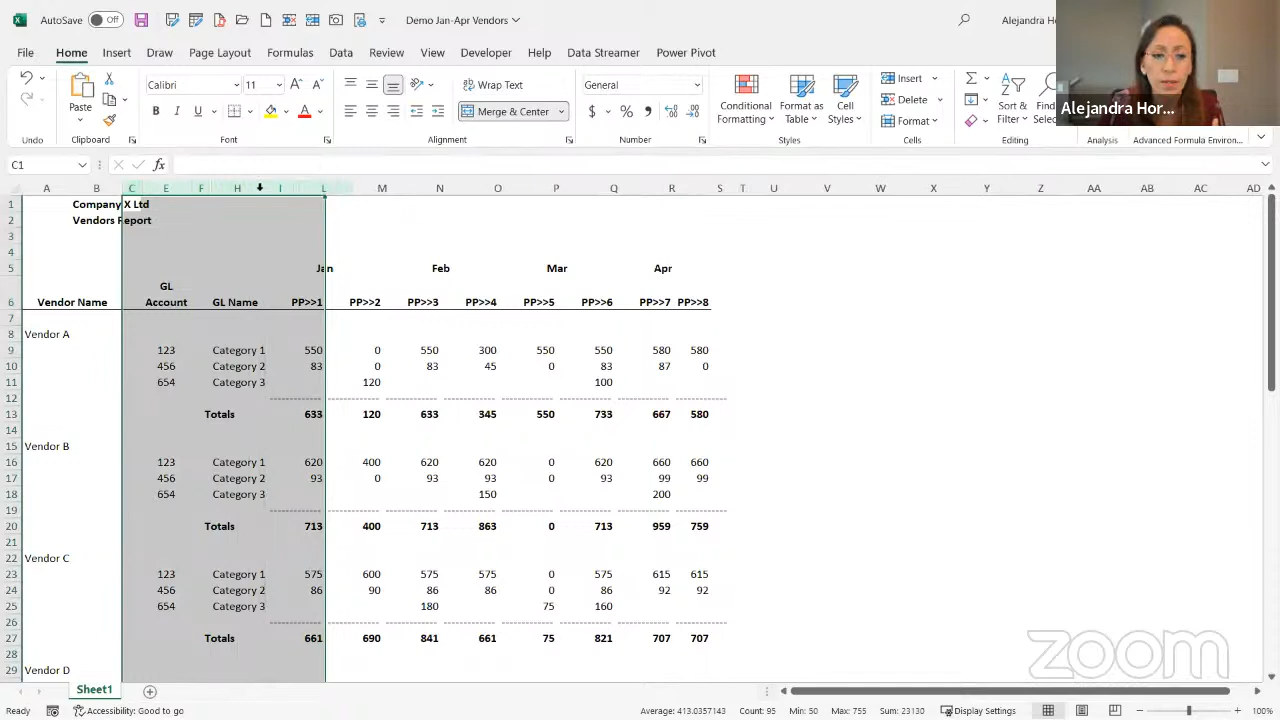 AutoSave Off Demo Jan-Apr Vendors Alejandra Ho
File Home Insert Draw Page Layout Formulas Data Review View Developer Help Data Streamer Power Pivot
Calibri 11 Wrap Text General Insert Σ
Paste B I U Merge & Center $ % Conditional Formatting Format as Table Cell Styles Delete Format Sort & Filter Find Sele
Undo Clipboard Font Alignment Number Styles Cells Editing Analysis Advanced Formula Environ...
Alejandra Hor...
C1 fx
A B C E F H I L M N O P Q R S T U V W X Y Z AA AB AC AD
1 Company X Ltd
2 Vendors Report
3
4
5 Jan Feb Mar Apr
GL
6 Vendor Name Account GL Name PP>>1 PP>>2 PP>>3 PP>>4 PP>>5 PP>>6 PP>>7 PP>>8
7
8 Vendor A
9 123 Category 1 550 0 550 300 550 550 580 580
10 456 Category 2 83 0 83 45 0 83 87 0
11 654 Category 3 120 100
12
13 Totals 633 120 633 345 550 733 667 580
14
15 Vendor B
16 123 Category 1 620 400 620 620 0 620 660 660
17 456 Category 2 93 0 93 93 0 93 99 99
18 654 Category 3 150 200
19
20 Totals 713 400 713 863 0 713 959 759
21
22 Vendor C
23 123 Category 1 575 600 575 575 0 575 615 615
24 456 Category 2 86 90 86 86 0 86 92 92
25 654 Category 3 180 75 160
26
27 Totals 661 690 841 661 75 821 707 707
28
29 Vendor D
zoom
Sheet1
Ready Accessibility: Good to go Average: 413.0357143 Count: 95 Min: 50 Max: 755 Sum: 23130 Display Settings 100%